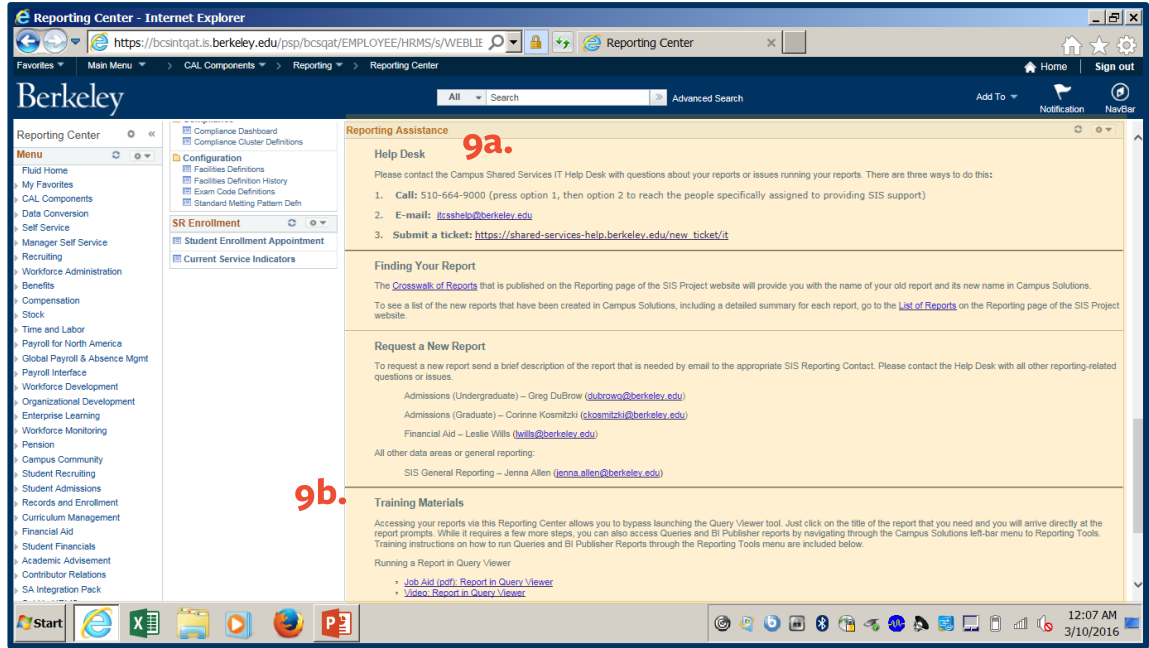 Reporting Center - Internet Explorer
https://bcsintqat.is.berkeley.edu/psp/bcsqat/EMPLOYEE/HRMS/s/WEBLIE
Reporting Center
Favorites Main Menu > CAL Components > Reporting > Reporting Center
Home Sign out
Berkeley
All Search » Advanced Search
Add To Notification NavBar
Reporting Center «
Menu
Fluid Home
My Favorites
CAL Components
Data Conversion
Self Service
Manager Self Service
Recruiting
Workforce Administration
Benefits
Compensation
Stock
Time and Labor
Payroll for North America
Global Payroll & Absence Mgmt
Payroll Interface
Workforce Development
Organizational Development
Enterprise Learning
Workforce Monitoring
Pension
Campus Community
Student Recruiting
Student Admissions
Records and Enrollment
Curriculum Management
Financial Aid
Student Financials
Academic Advisement
Contributor Relations
SA Integration Pack
Compliance Dashboard
Compliance Cluster Definitions
Configuration
Facilities Definitions
Facilities Definition History
Exam Code Definitions
Standard Metting Pattern Defn
SR Enrollment
Student Enrollment Appointment
Current Service Indicators
Reporting Assistance
9a.
Help Desk
Please contact the Campus Shared Services IT Help Desk with questions about your reports or issues running your reports. There are three ways to do this:
1. Call: 510-664-9000 (press option 1, then option 2 to reach the people specifically assigned to providing SIS support)
2. E-mail: itcsshelp@berkeley.edu
3. Submit a ticket: https://shared-services-help.berkeley.edu/new_ticket/it
Finding Your Report
The Crosswalk of Reports that is published on the Reporting page of the SIS Project website will provide you with the name of your old report and its new name in Campus Solutions.
To see a list of the new reports that have been created in Campus Solutions, including a detailed summary for each report, go to the List of Reports on the Reporting page of the SIS Project
website.
Request a New Report
To request a new report send a brief description of the report that is needed by email to the appropriate SIS Reporting Contact. Please contact the Help Desk with all other reporting-related
questions or issues.
Admissions (Undergraduate) – Greg DuBrow (dubrowg@berkeley.edu)
Admissions (Graduate) – Corinne Kosmitzki (ckosmitzki@berkeley.edu)
Financial Aid – Leslie Wills (lwills@berkeley.edu)
All other data areas or general reporting:
SIS General Reporting – Jenna Allen (jenna.allen@berkeley.edu)
9b.
Training Materials
Accessing your reports via this Reporting Center allows you to bypass launching the Query Viewer tool. Just click on the title of the report that you need and you will arrive directly at the
report prompts. While it requires a few more steps, you can also access Queries and BI Publisher reports by navigating through the Campus Solutions left-bar menu to Reporting Tools.
Training instructions on how to run Queries and BI Publisher Reports through the Reporting Tools menu are included below.
Running a Report in Query Viewer
Job Aid (pdf): Report in Query Viewer
Video: Report in Query Viewer
Start
12:07 AM
3/10/2016